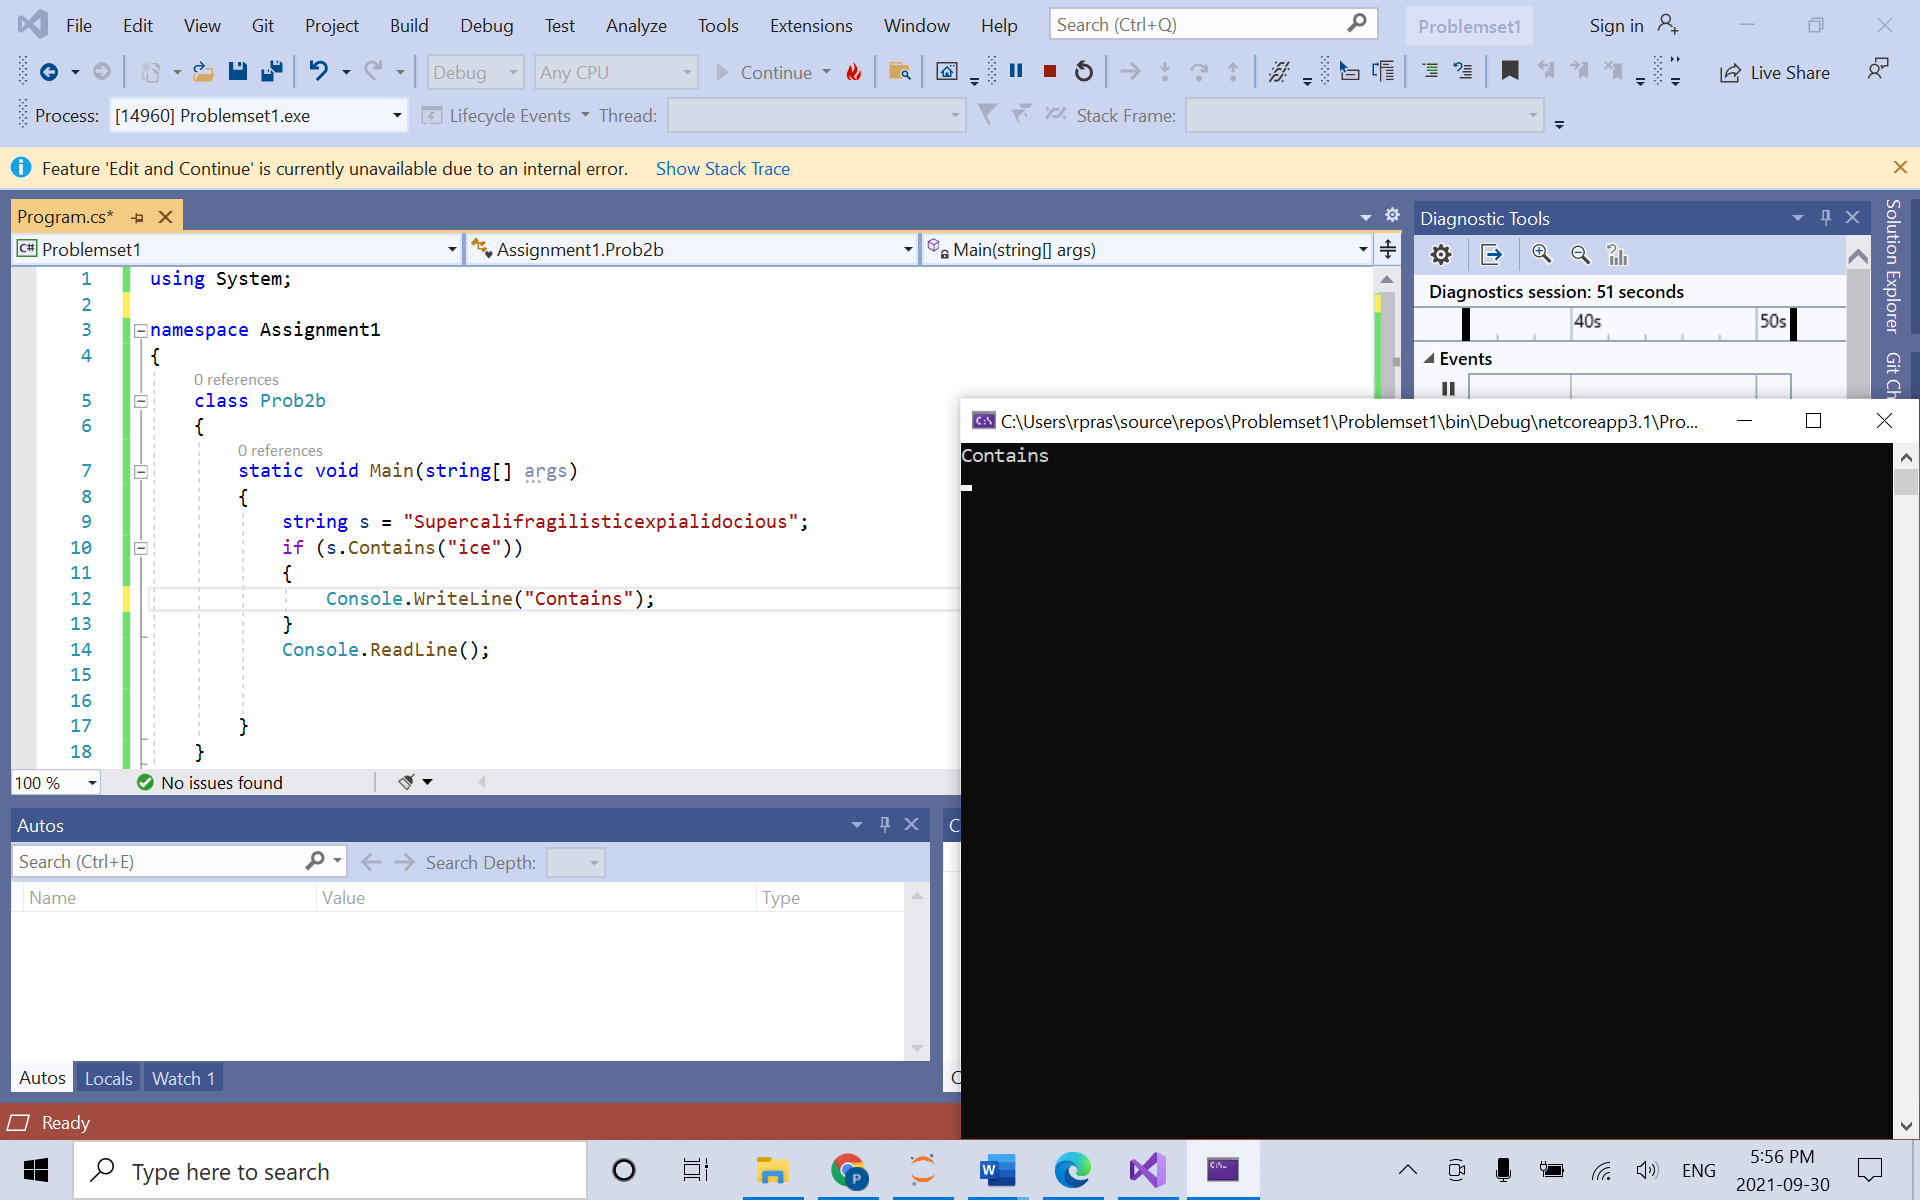 File Edit View Git Project Build Debug Test Analyze Tools Extensions Window Help Search (Ctrl+Q) Problemset1 Sign in
Debug Any CPU Continue Live Share
Process: [14960] Problemset1.exe Lifecycle Events Thread: Stack Frame:
Feature 'Edit and Continue' is currently unavailable due to an internal error. Show Stack Trace
Program.cs*
C# Problemset1 Assignment1.Prob2b Main(string[] args)
1 using System;
2
3 namespace Assignment1
4 {
0 references
5 class Prob2b
6 {
0 references
7 static void Main(string[] args)
8 {
9 string s = "Supercalifragilisticexpialidocious";
10 if (s.Contains("ice"))
11 {
12 Console.WriteLine("Contains");
13 }
14 Console.ReadLine();
15
16
17 }
18 }
100 % No issues found
Diagnostic Tools
Diagnostics session: 51 seconds
40s 50s
Events
Solution Explorer
Git Ch
C:\Users\rpras\source\repos\Problemset1\Problemset1\bin\Debug\netcoreapp3.1\Pro...
Contains
Autos
Search (Ctrl+E) Search Depth:
Name Value Type
Autos Locals Watch 1
Ready
Type here to search
ENG
5:56 PM
2021-09-30